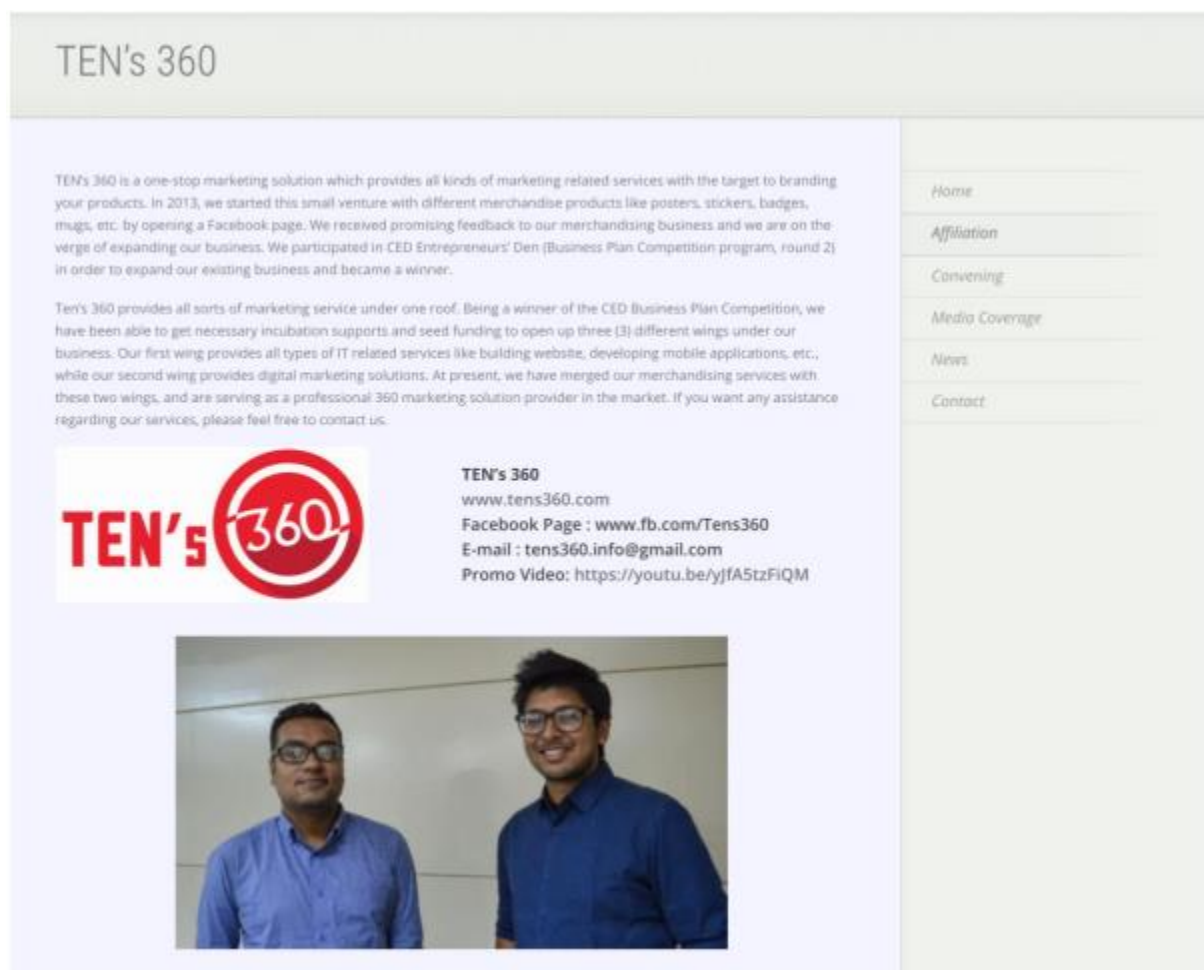 TEN's 360
TEN's 360 is a one-stop marketing solution which provides all kinds of marketing related services with the target to branding
your products. In 2013, we started this small venture with different merchandise products like posters, stickers, badges,
mugs, etc. by opening a Facebook page. We received promising feedback to our merchandising business and we are on the
verge of expanding our business. We participated in CED Entrepreneurs' Den (Business Plan Competition program, round 2)
in order to expand our existing business and became a winner.
Ten's 360 provides all sorts of marketing service under one roof. Being a winner of the CED Business Plan Competition, we
have been able to get necessary incubation supports and seed funding to open up three (3) different wings under our
business. Our first wing provides all types of IT related services like building website, developing mobile applications, etc.,
while our second wing provides digital marketing solutions. At present, we have merged our merchandising services with
these two wings, and are serving as a professional 360 marketing solution provider in the market. If you want any assistance
regarding our services, please feel free to contact us.
TEN's 360
TEN's 360
www.tens360.com
Facebook Page : www.fb.com/Tens360
E-mail : tens360.info@gmail.com
Promo Video: https://youtu.be/yJfA5tzFiQM
Home
Affiliation
Convening
Media Coverage
News
Contact